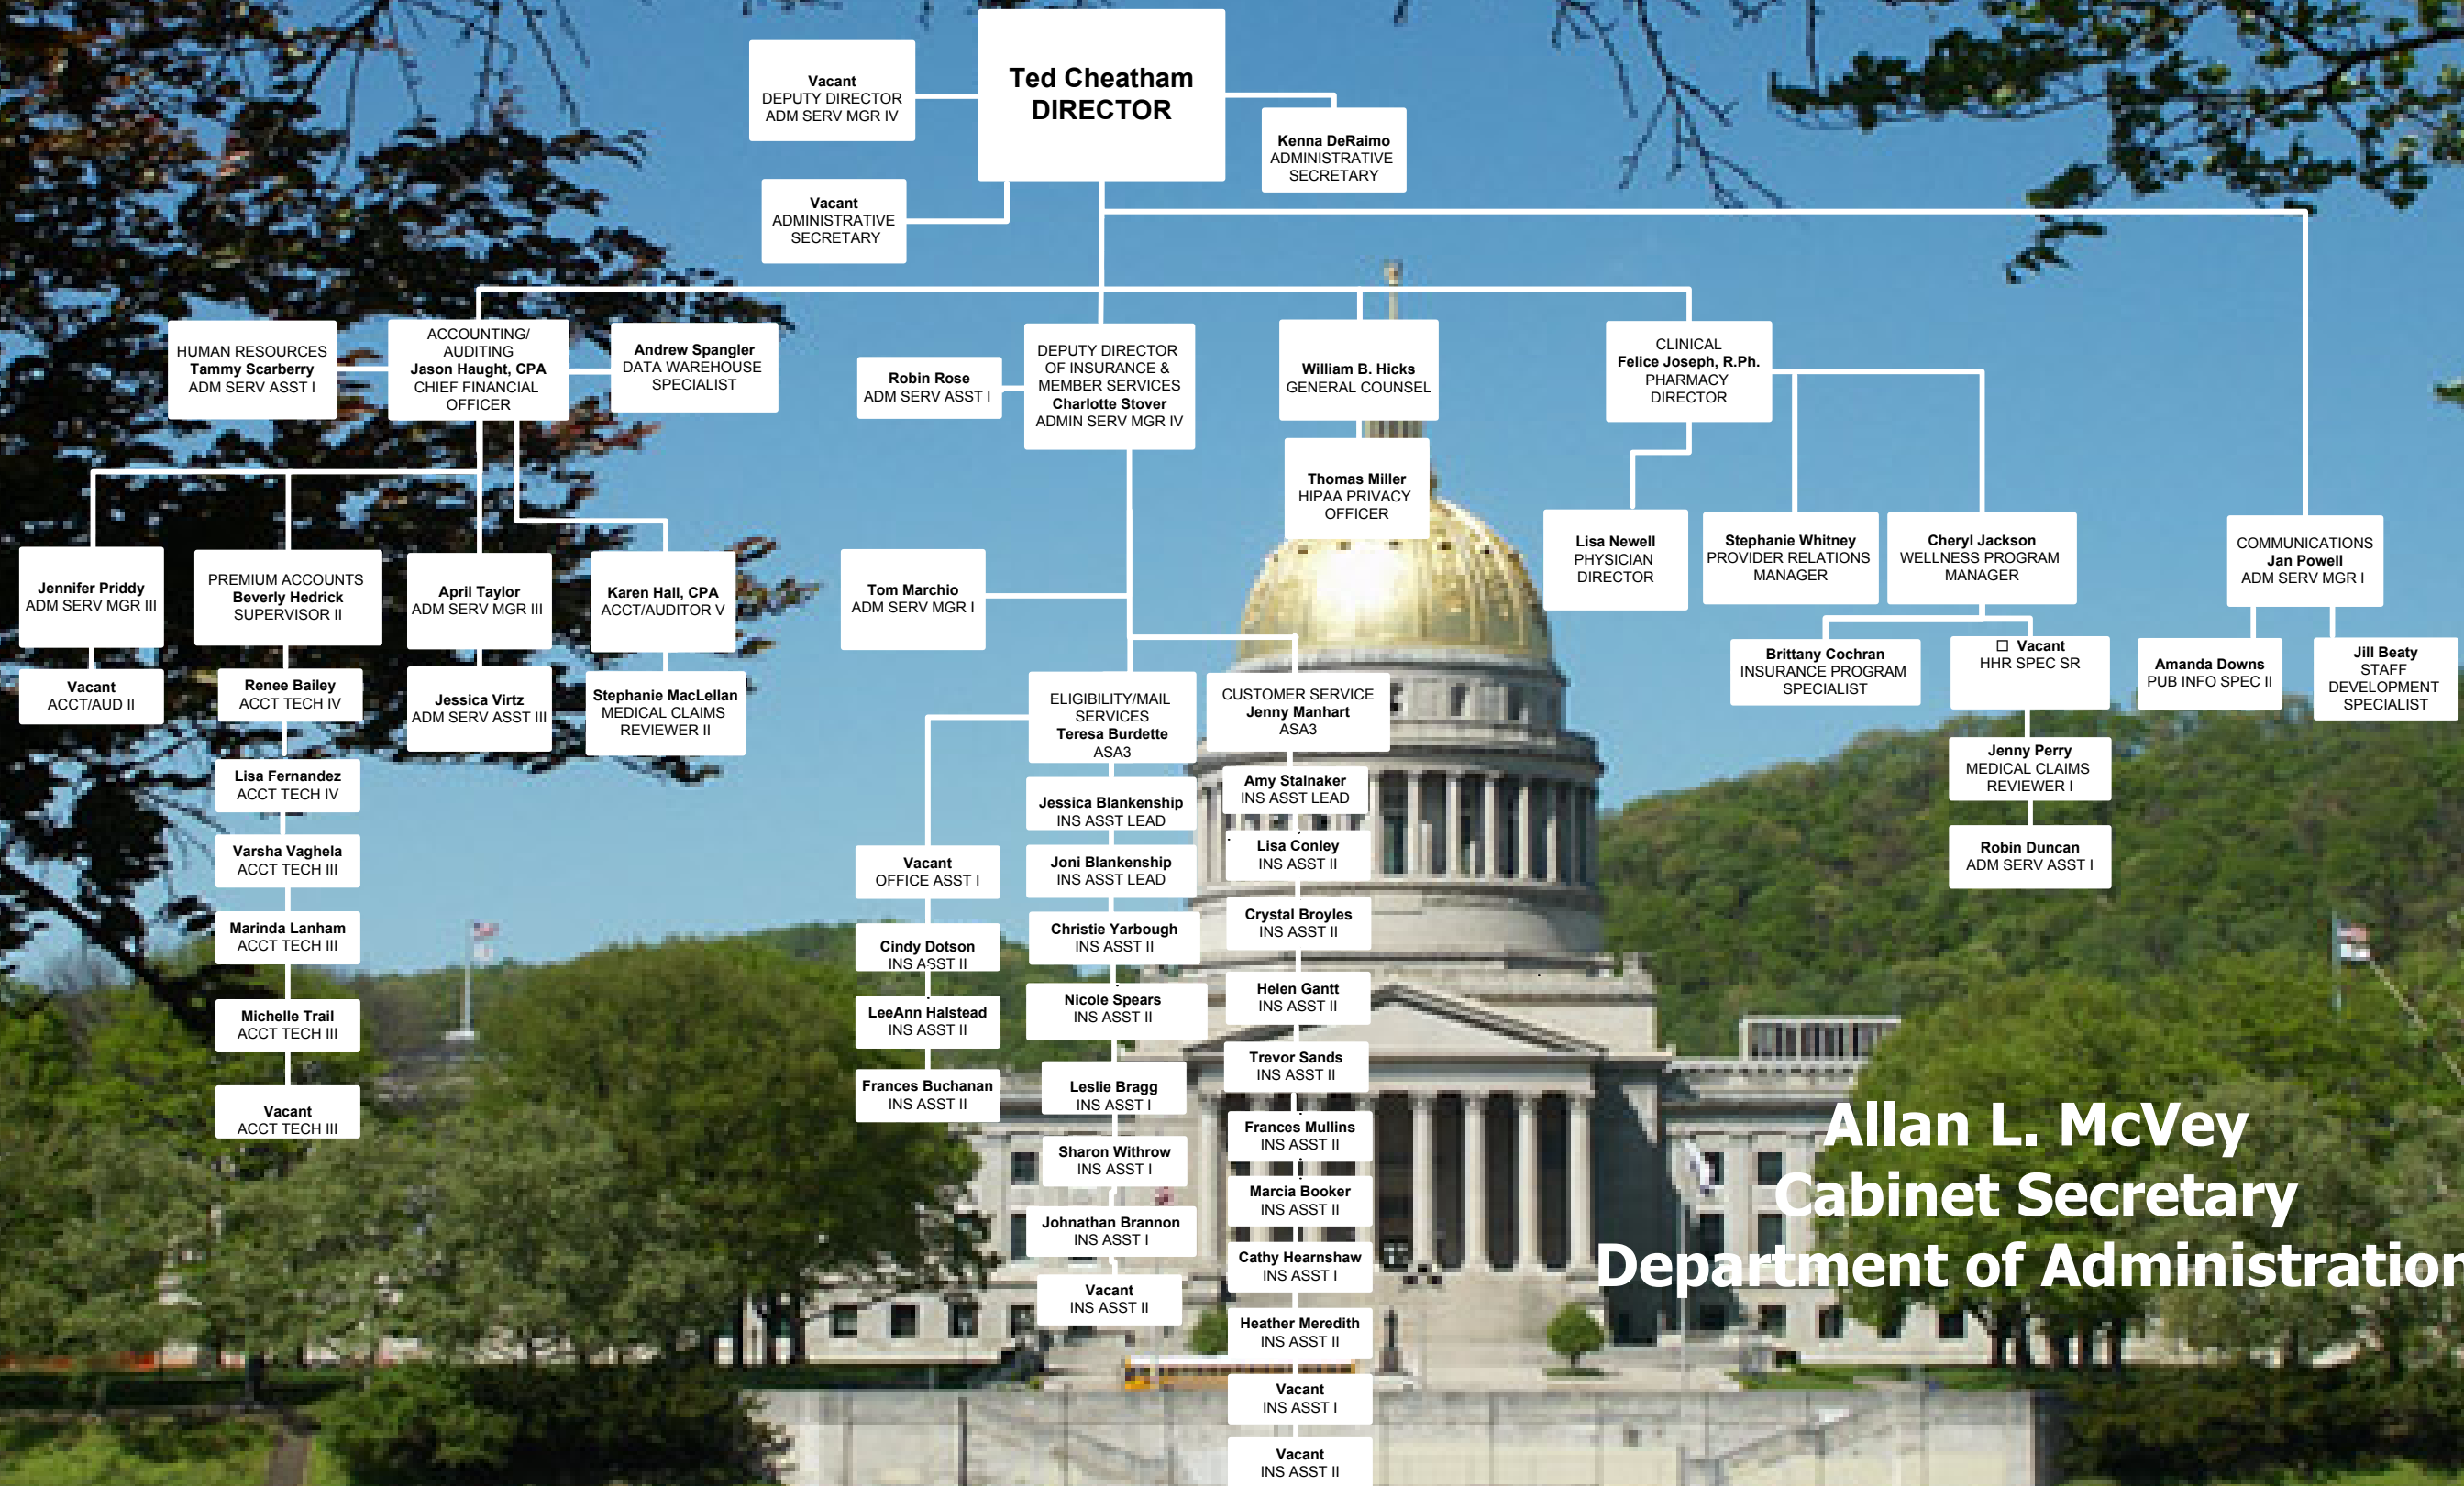 Ted Cheatham
DIRECTOR
Vacant
DEPUTY DIRECTOR
ADM SERV MGR IV
Kenna DeRaimo
ADMINISTRATIVE
SECRETARY
Vacant
ADMINISTRATIVE
SECRETARY
HUMAN RESOURCES
Tammy Scarberry
ADM SERV ASST I
ACCOUNTING/
AUDITING
Jason Haught, CPA
CHIEF FINANCIAL
OFFICER
Andrew Spangler
DATA WAREHOUSE
SPECIALIST
Robin Rose
ADM SERV ASST I
DEPUTY DIRECTOR
OF INSURANCE &
MEMBER SERVICES
Charlotte Stover
ADMIN SERV MGR IV
William B. Hicks
GENERAL COUNSEL
CLINICAL
Felice Joseph, R.Ph.
PHARMACY
DIRECTOR
Thomas Miller
HIPAA PRIVACY
OFFICER
Jennifer Priddy
ADM SERV MGR III
PREMIUM ACCOUNTS
Beverly Hedrick
SUPERVISOR II
April Taylor
ADM SERV MGR III
Karen Hall, CPA
ACCT/AUDITOR V
Tom Marchio
ADM SERV MGR I
Lisa Newell
PHYSICIAN
DIRECTOR
Stephanie Whitney
PROVIDER RELATIONS
MANAGER
Cheryl Jackson
WELLNESS PROGRAM
MANAGER
COMMUNICATIONS
Jan Powell
ADM SERV MGR I
Vacant
ACCT/AUD II
Renee Bailey
ACCT TECH IV
Jessica Virtz
ADM SERV ASST III
Stephanie MacLellan
MEDICAL CLAIMS
REVIEWER II
ELIGIBILITY/MAIL
SERVICES
Teresa Burdette
ASA3
CUSTOMER SERVICE
Jenny Manhart
ASA3
Brittany Cochran
INSURANCE PROGRAM
SPECIALIST
□ Vacant
HHR SPEC SR
Amanda Downs
PUB INFO SPEC II
Jill Beaty
STAFF
DEVELOPMENT
SPECIALIST
Lisa Fernandez
ACCT TECH IV
Varsha Vaghela
ACCT TECH III
Marinda Lanham
ACCT TECH III
Michelle Trail
ACCT TECH III
Vacant
ACCT TECH III
Vacant
OFFICE ASST I
Cindy Dotson
INS ASST II
LeeAnn Halstead
INS ASST II
Frances Buchanan
INS ASST II
Jessica Blankenship
INS ASST LEAD
Joni Blankenship
INS ASST LEAD
Christie Yarbough
INS ASST II
Nicole Spears
INS ASST II
Leslie Bragg
INS ASST I
Sharon Withrow
INS ASST I
Johnathan Brannon
INS ASST I
Vacant
INS ASST II
Amy Stalnaker
INS ASST LEAD
Lisa Conley
INS ASST II
Crystal Broyles
INS ASST II
Helen Gantt
INS ASST II
Trevor Sands
INS ASST II
Frances Mullins
INS ASST II
Marcia Booker
INS ASST II
Cathy Hearnshaw
INS ASST I
Heather Meredith
INS ASST II
Vacant
INS ASST I
Vacant
INS ASST II
Jenny Perry
MEDICAL CLAIMS
REVIEWER I
Robin Duncan
ADM SERV ASST I
Allan L. McVey
Cabinet Secretary
Department of Administration